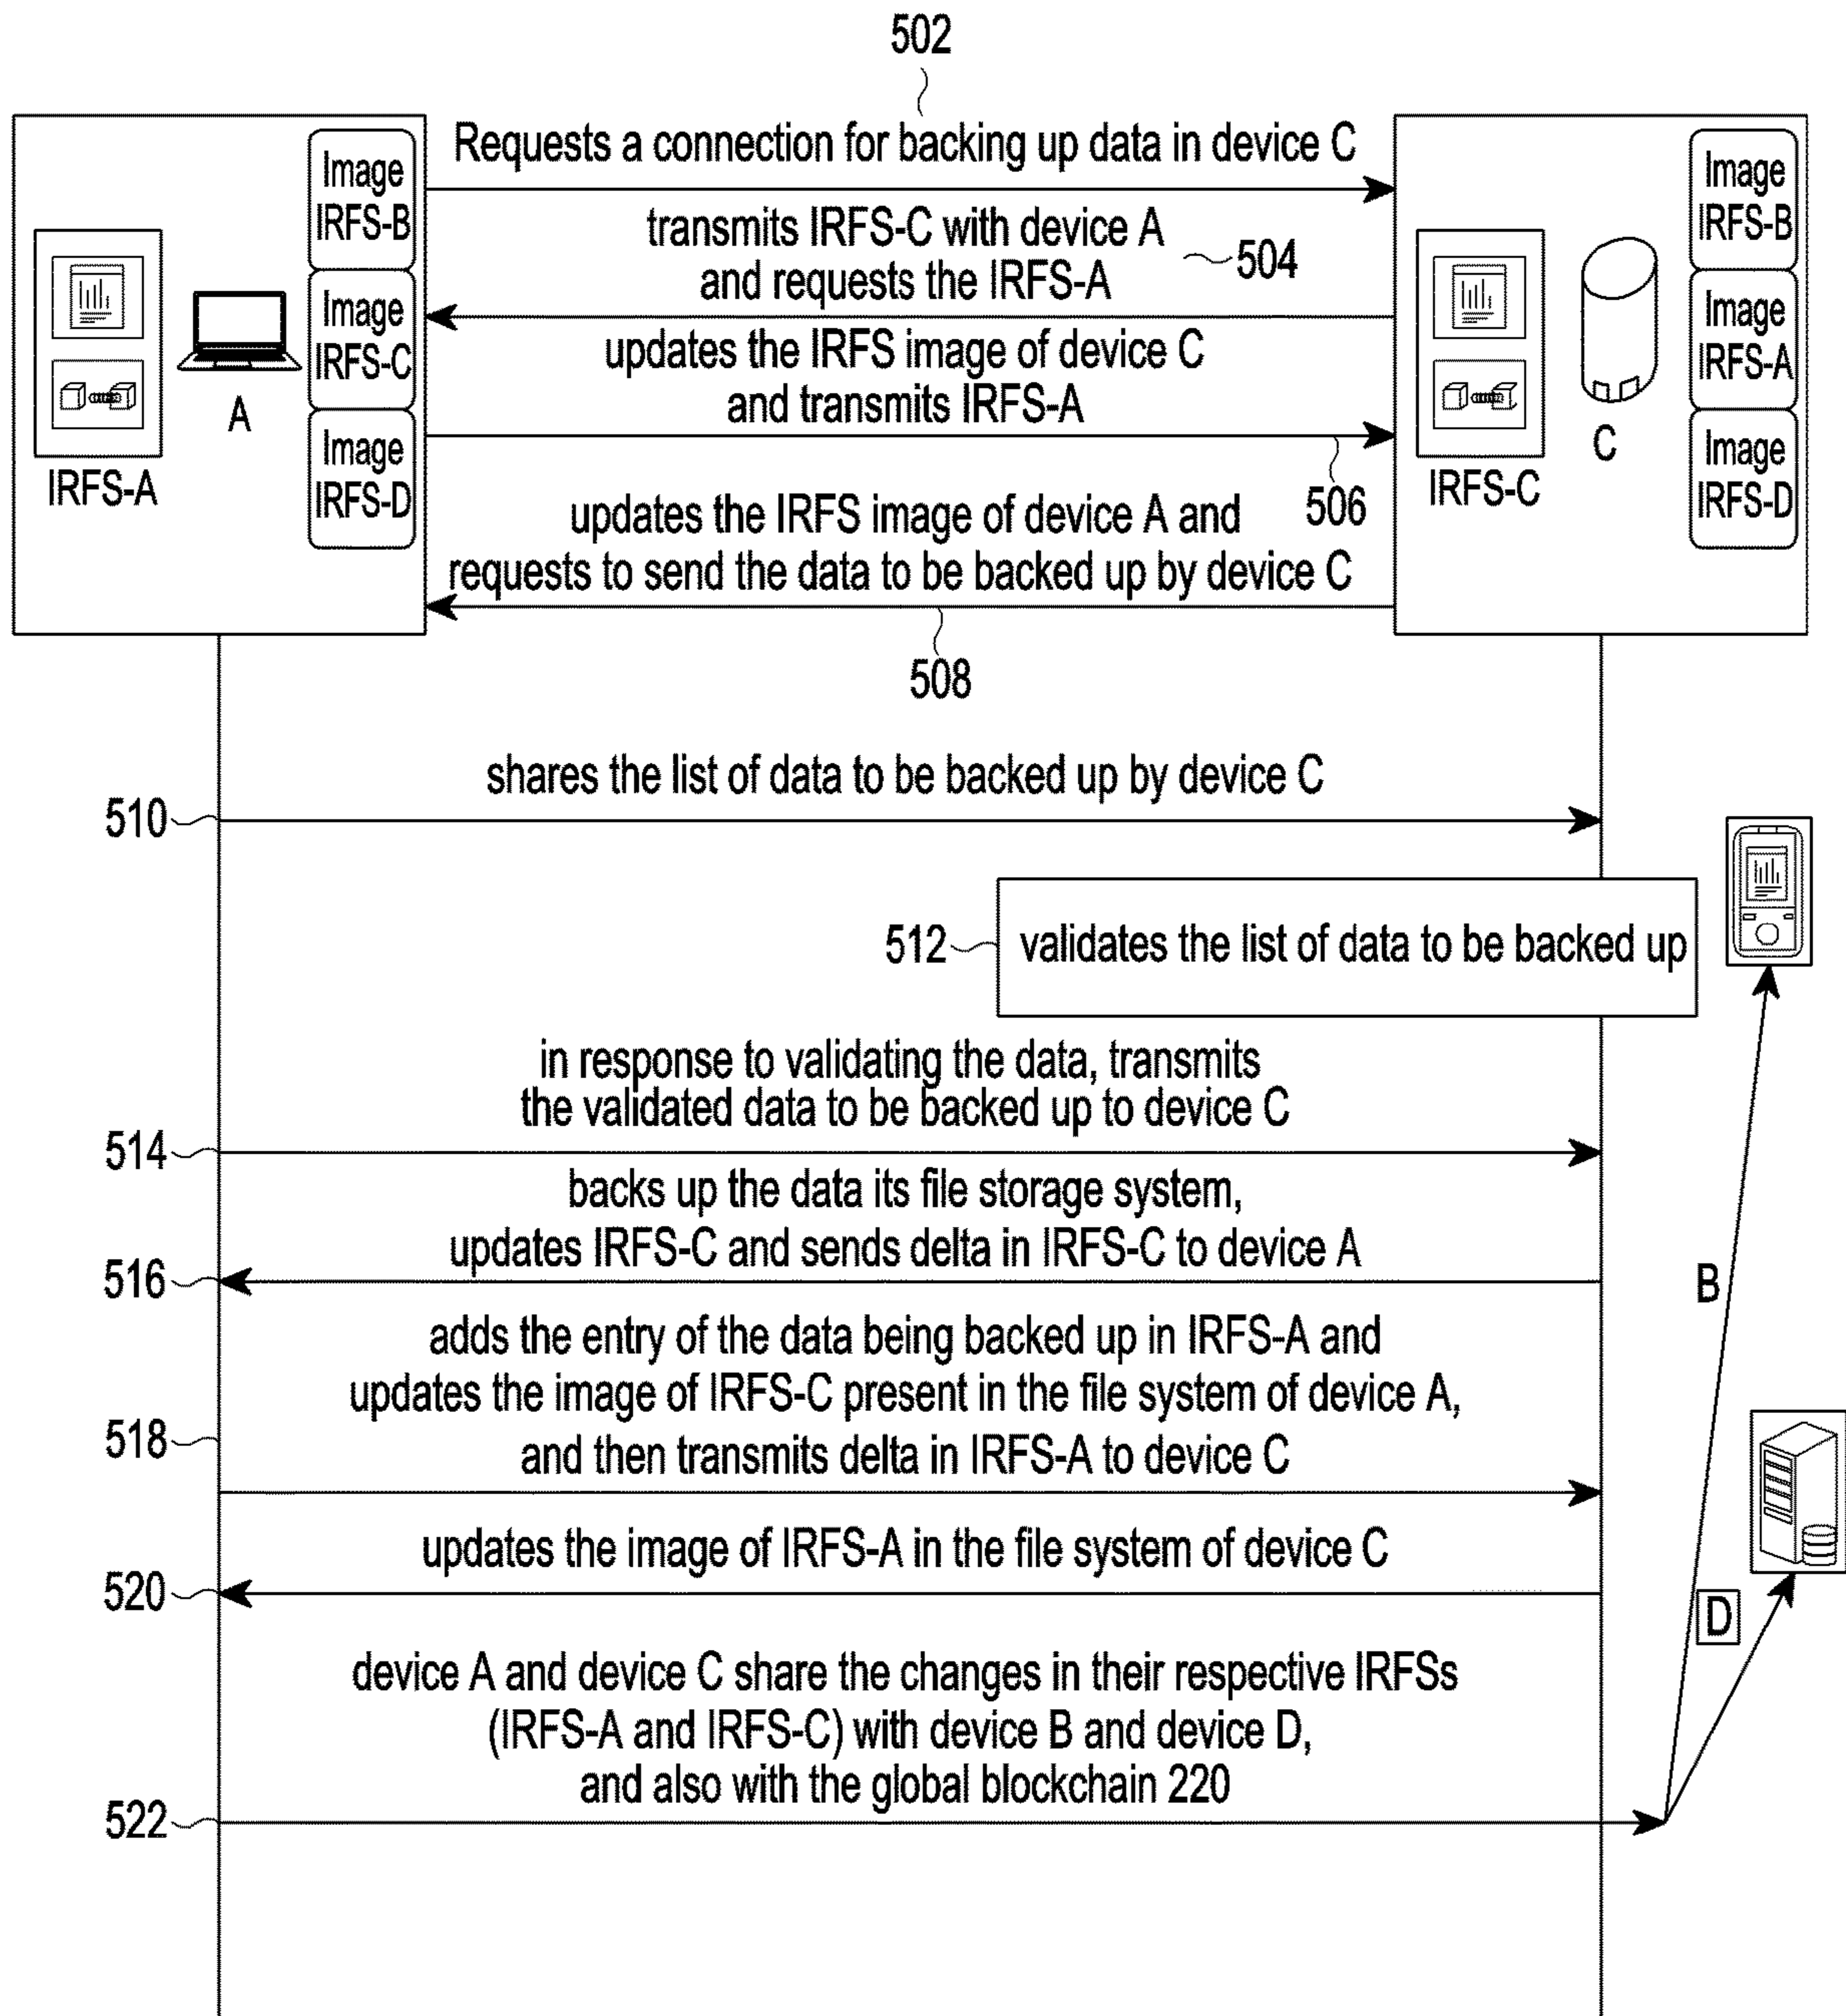 502
Requests a connection for backing up data in device C
Image
IRFS-B
Image
IRFS-C
Image
IRFS-D
A
IRFS-A
transmits IRFS-C with device A
and requests the IRFS-A
504
updates the IRFS image of device C
and transmits IRFS-A
506
updates the IRFS image of device A and
requests to send the data to be backed up by device C
508
Image
IRFS-B
Image
IRFS-A
Image
IRFS-D
C
IRFS-C
shares the list of data to be backed up by device C
510
512
validates the list of data to be backed up
in response to validating the data, transmits
the validated data to be backed up to device C
514
backs up the data its file storage system,
updates IRFS-C and sends delta in IRFS-C to device A
516
B
adds the entry of the data being backed up in IRFS-A and
updates the image of IRFS-C present in the file system of device A,
and then transmits delta in IRFS-A to device C
518
updates the image of IRFS-A in the file system of device C
520
D
device A and device C share the changes in their respective IRFSs
(IRFS-A and IRFS-C) with device B and device D,
and also with the global blockchain 220
522